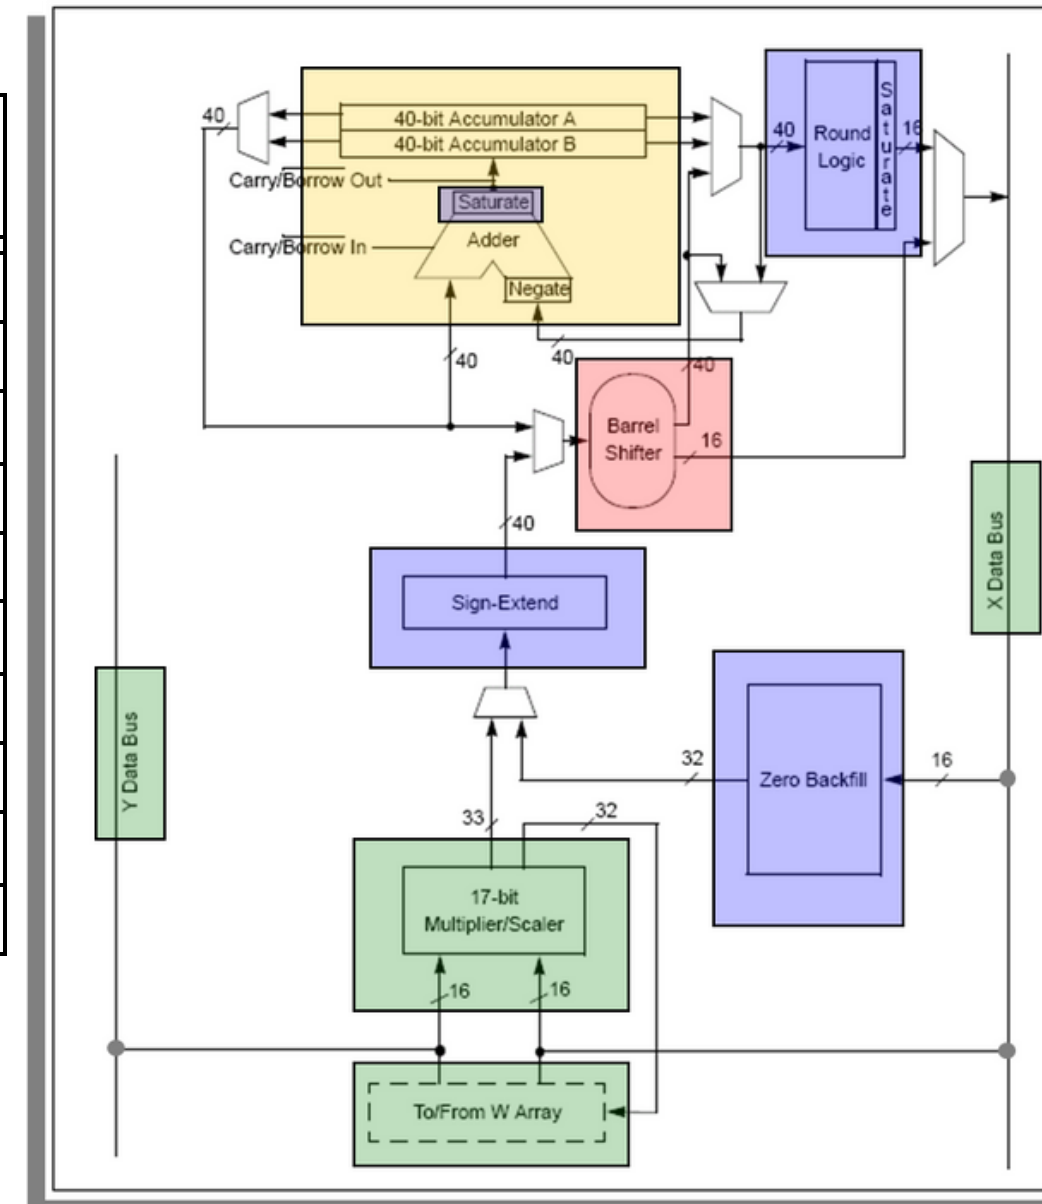 40
40-bit Accumulator A
40-bit Accumulator B
Carry/Borrow Out
Saturate
Carry/Borrow In
Adder
Negate
40
Round
Logic
Saturate
16
40
40
40
Barrel
Shifter
16
40
Sign-Extend
X Data Bus
Y Data Bus
32
Zero Backfill
16
33
32
17-bit
Multiplier/Scaler
16
16
To/From W Array